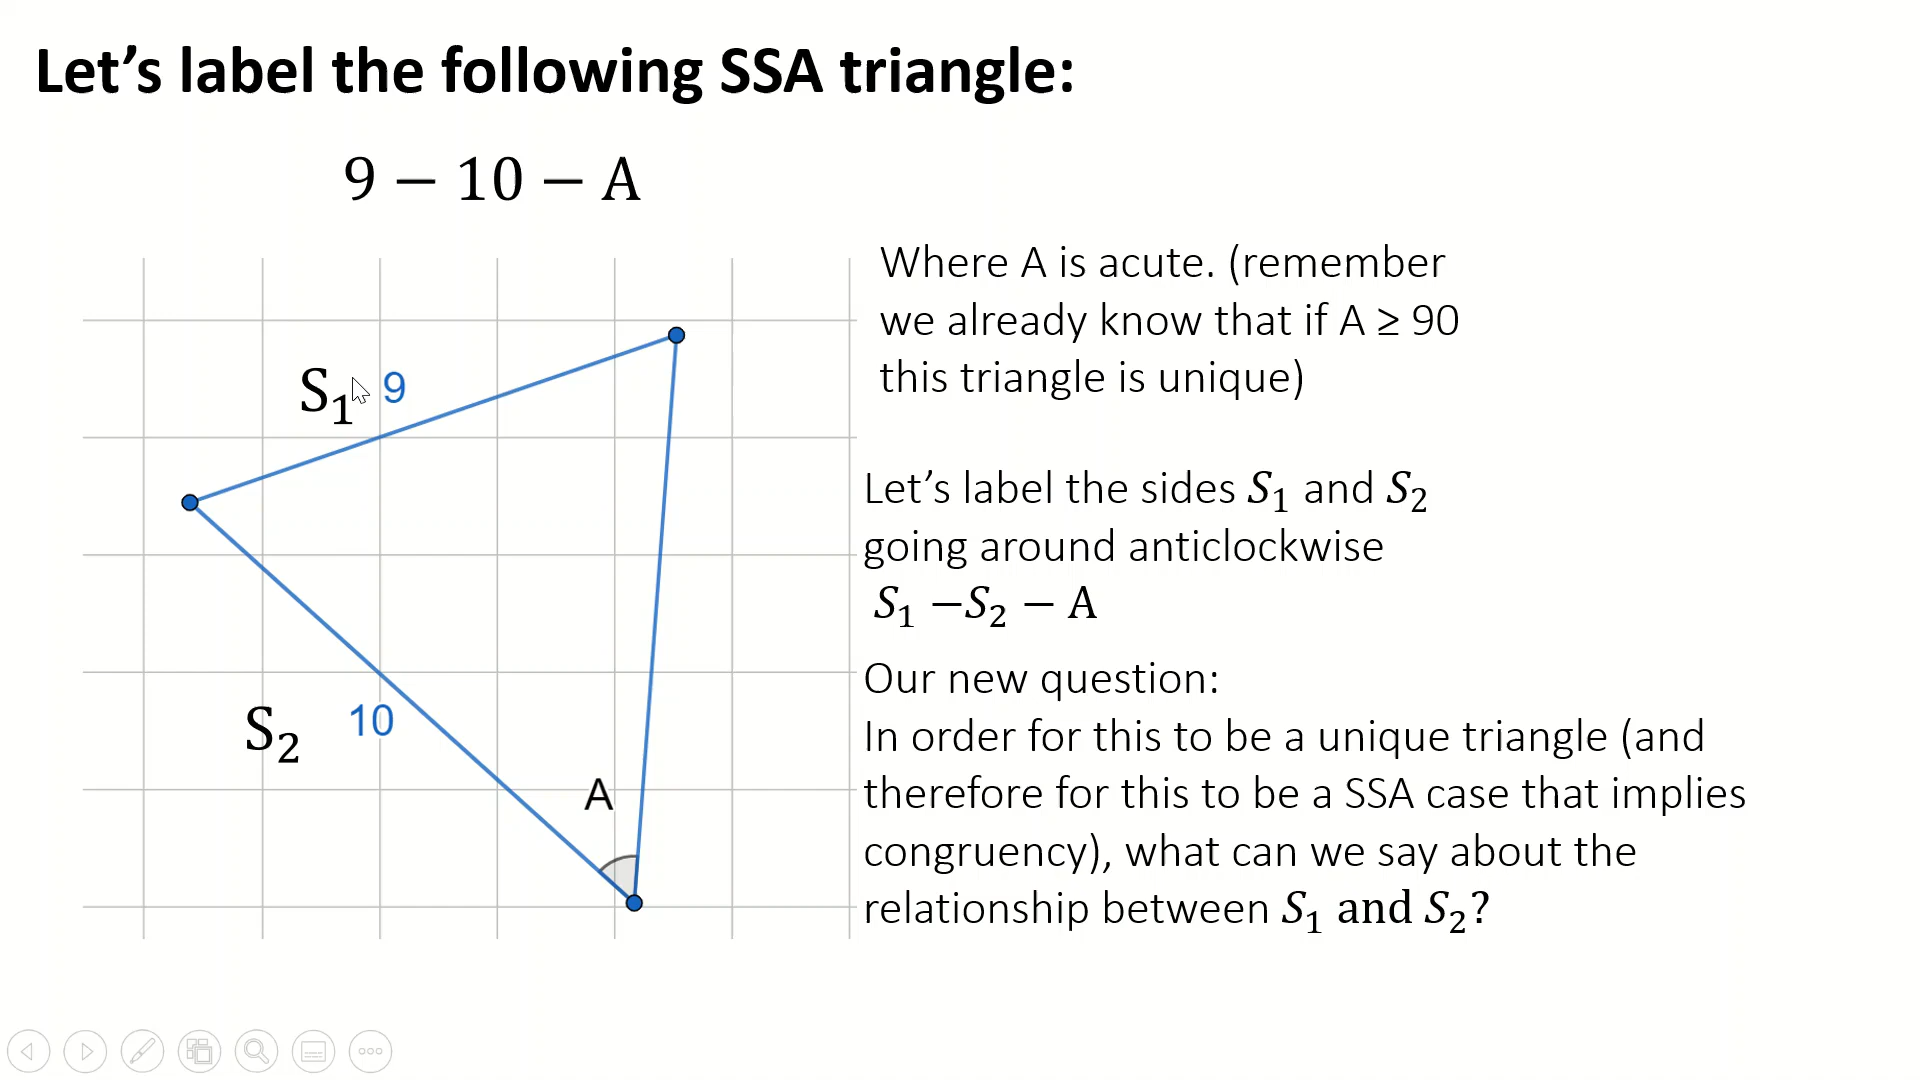 Let’s label the following SSA triangle:
9 − 10 − A
Where A is acute. (remember
we already know that if A ≥ 90
this triangle is unique)
S₁ 9
Let’s label the sides S₁ and S₂
going around anticlockwise
S₁ −S₂ − A
Our new question:
In order for this to be a unique triangle (and
therefore for this to be a SSA case that implies
congruency), what can we say about the
relationship between S₁ and S₂?
S₂ 10
A